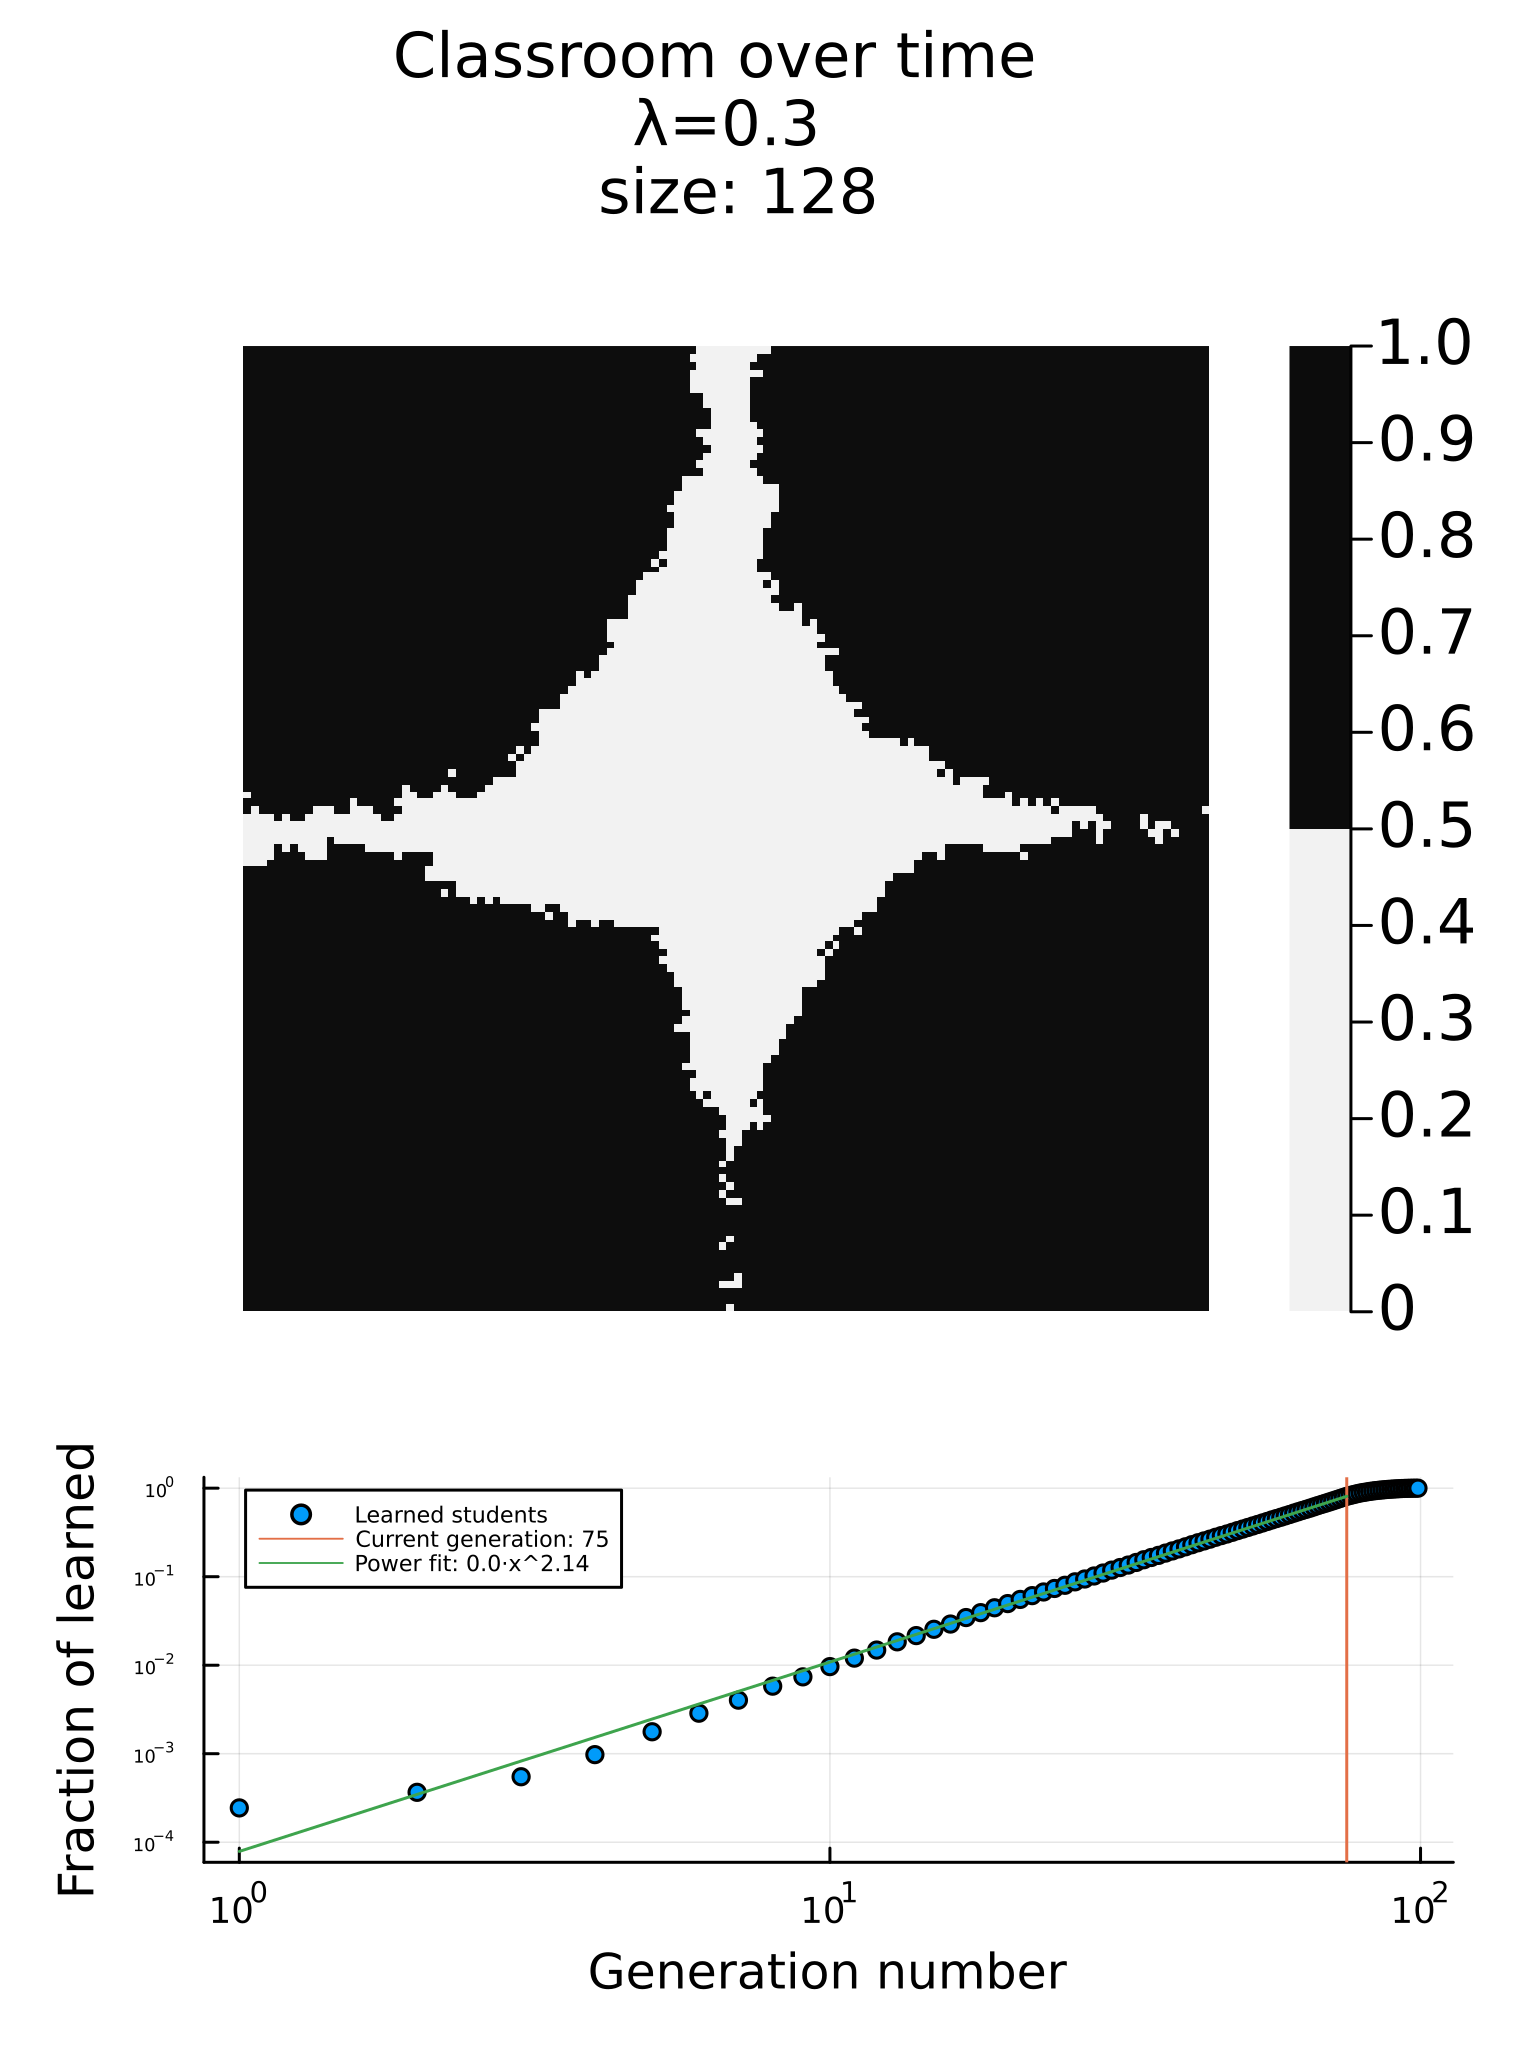 Classroom over time
λ=0.3
size: 128
1.0
0.9
0.8
0.7
0.6
0.5
0.4
0.3
0.2
0.1
0
Fraction of learned
10^0
10^-1
10^-2
10^-3
10^-4
Learned students
Current generation: 75
Power fit: 0.0·x^2.14
10^0 10^1 10^2
Generation number